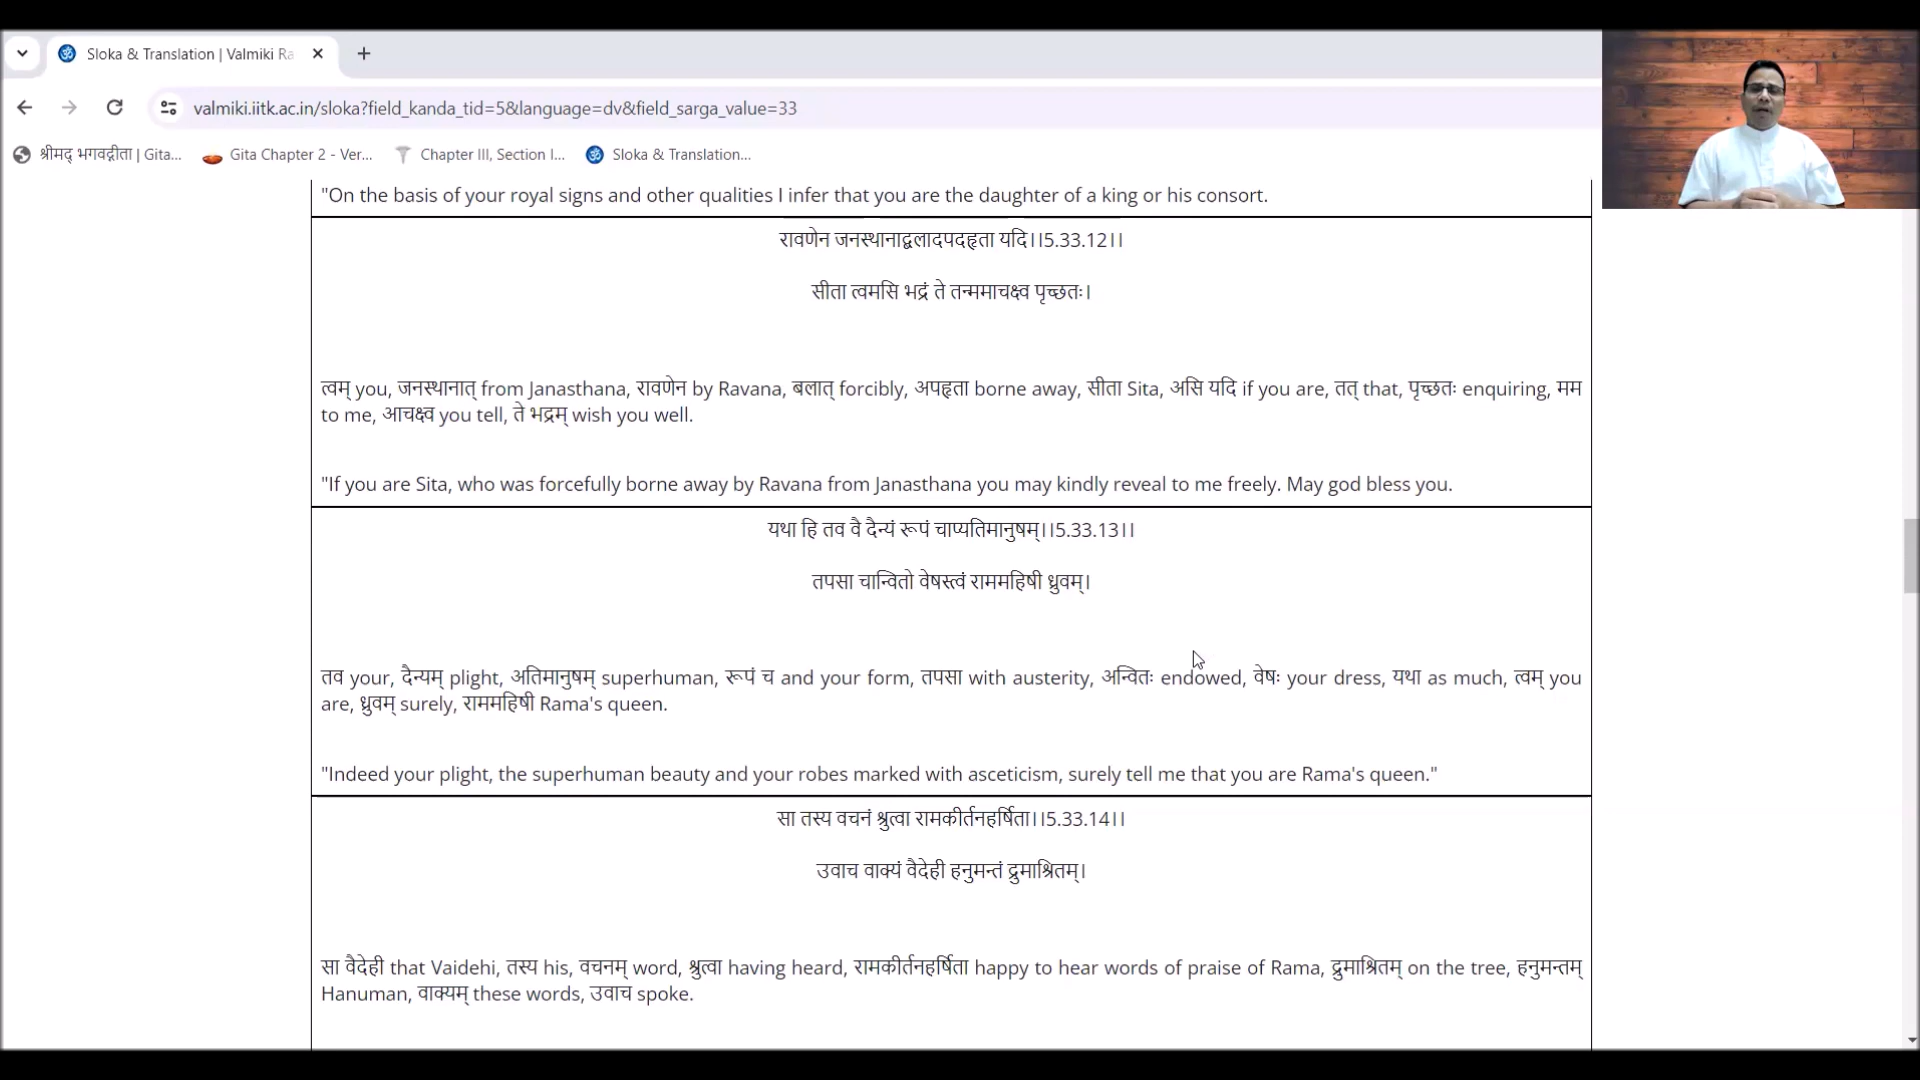 Sloka & Translation | Valmiki Ra
valmiki.iitk.ac.in/sloka?field_kanda_tid=5&language=dv&field_sarga_value=33
श्रीमद् भगवद्गीता | Gita...
Gita Chapter 2 - Ver...
Chapter III, Section I...
Sloka & Translation...
"On the basis of your royal signs and other qualities I infer that you are the daughter of a king or his consort.
रावणेन जनस्थानाद्बलादपदहृता यदि।।5.33.12।।
सीता त्वमसि भद्रं ते तन्ममाचक्ष्व पृच्छतः।
त्वम् you, जनस्थानात् from Janasthana, रावणेन by Ravana, बलात् forcibly, अपहृता borne away, सीता Sita, असि यदि if you are, तत् that, पृच्छतः enquiring, मम
to me, आचक्ष्व you tell, ते भद्रम् wish you well.
"If you are Sita, who was forcefully borne away by Ravana from Janasthana you may kindly reveal to me freely. May god bless you.
यथा हि तव वै दैन्यं रूपं चाप्यतिमानुषम्।।5.33.13।।
तपसा चान्वितो वेषस्त्वं राममहिषी ध्रुवम्।
तव your, दैन्यम् plight, अतिमानुषम् superhuman, रूपं च and your form, तपसा with austerity, अन्वितः endowed, वेषः your dress, यथा as much, त्वम् you
are, ध्रुवम् surely, राममहिषी Rama's queen.
"Indeed your plight, the superhuman beauty and your robes marked with asceticism, surely tell me that you are Rama's queen."
सा तस्य वचनं श्रुत्वा रामकीर्तनहर्षिता।।5.33.14।।
उवाच वाक्यं वैदेही हनुमन्तं द्रुमाश्रितम्।
सा वैदेही that Vaidehi, तस्य his, वचनम् word, श्रुत्वा having heard, रामकीर्तनहर्षिता happy to hear words of praise of Rama, द्रुमाश्रितम् on the tree, हनुमन्तम्
Hanuman, वाक्यम् these words, उवाच spoke.